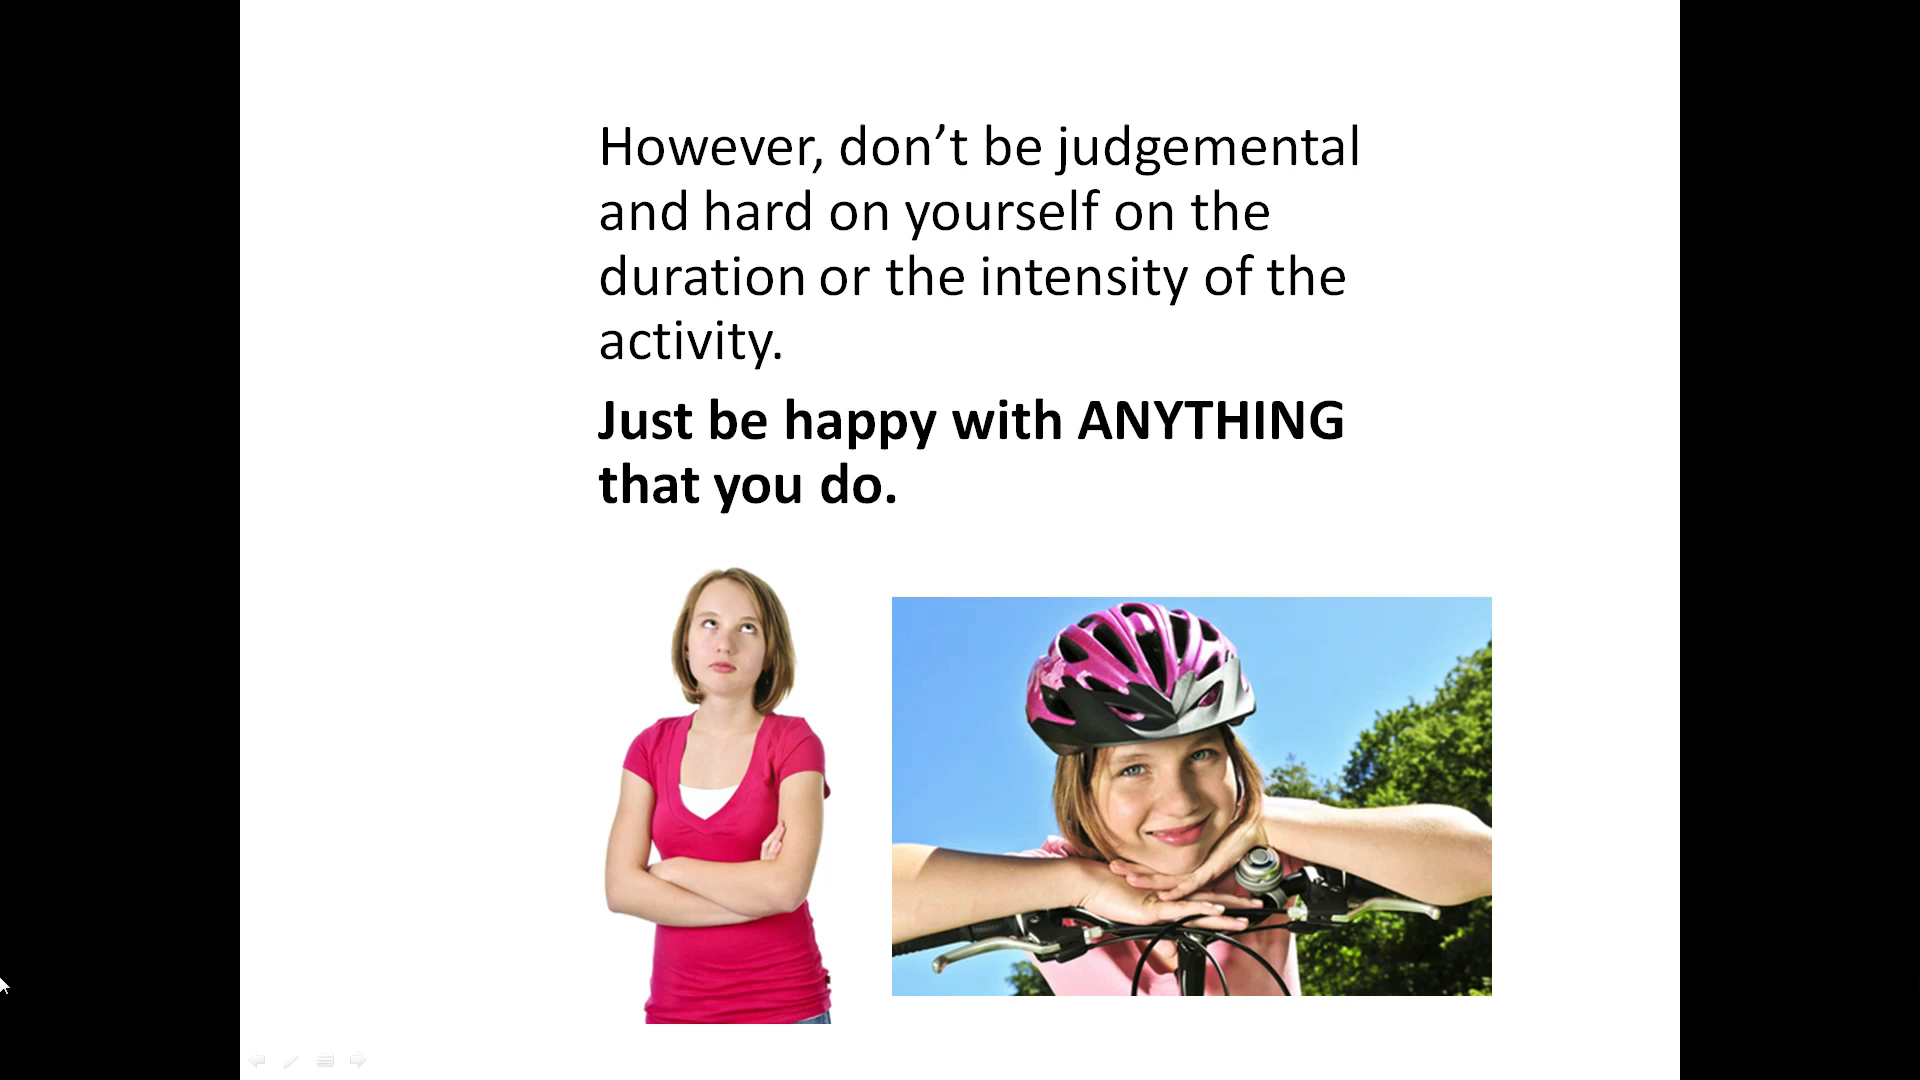 However, don’t be judgemental
and hard on yourself on the
duration or the intensity of the
activity.
Just be happy with ANYTHING
that you do.